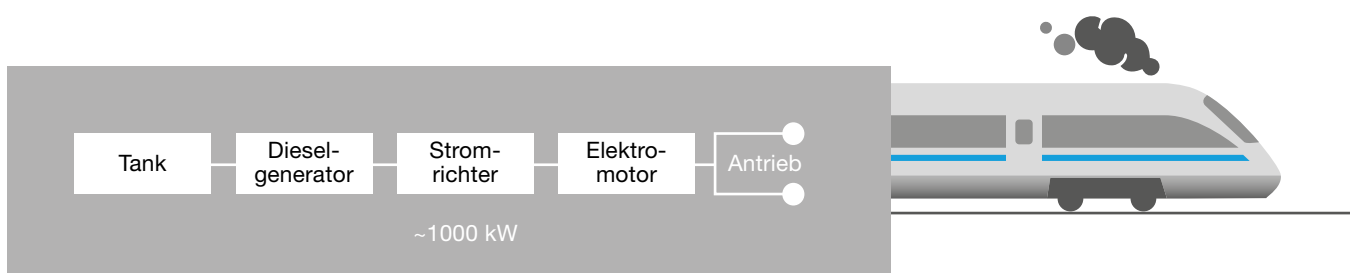 Tank
Diesel-
generator
Strom-
richter
Elektro-
motor
Antrieb
~1000 kW